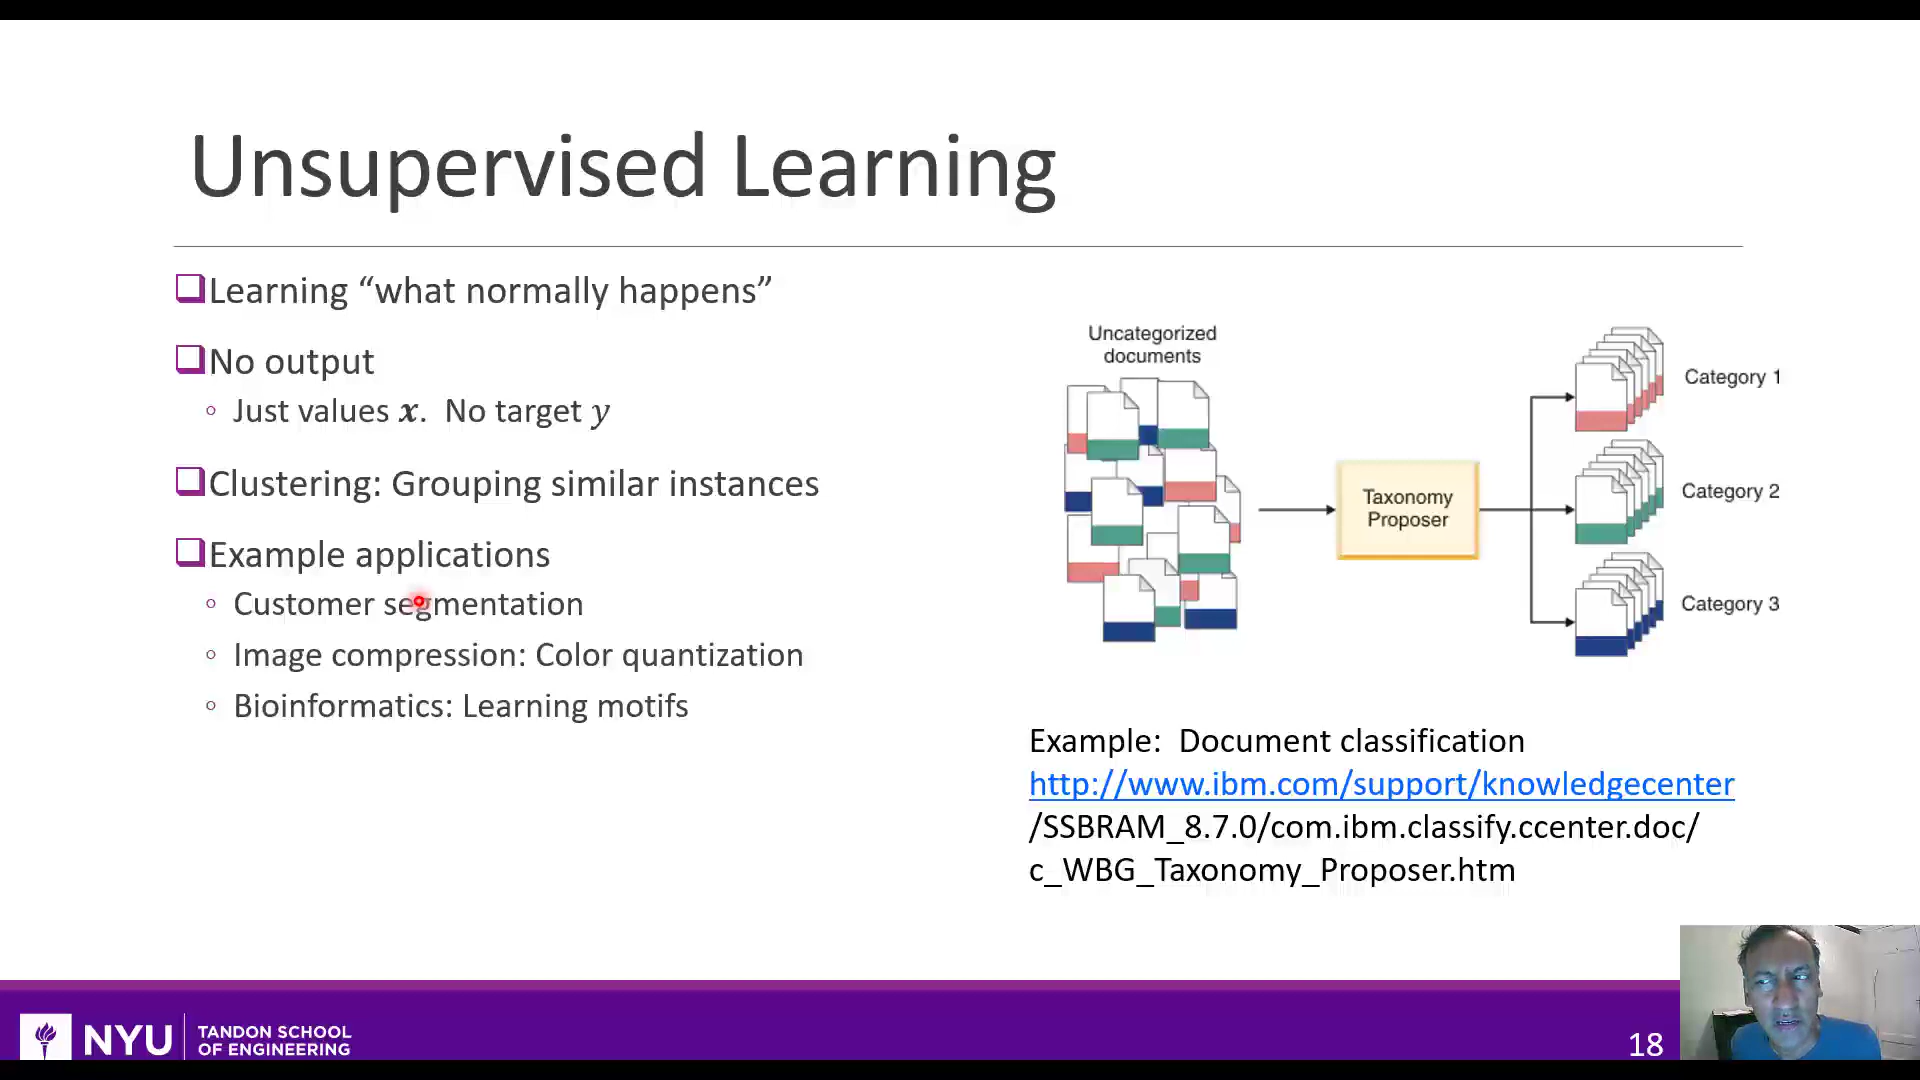 Unsupervised Learning
Learning “what normally happens”
No output
Just values x. No target y
Clustering: Grouping similar instances
Example applications
Customer segmentation
Image compression: Color quantization
Bioinformatics: Learning motifs
Uncategorized
documents
Taxonomy
Proposer
Category 1
Category 2
Category 3
Example: Document classification
http://www.ibm.com/support/knowledgecenter
/SSBRAM_8.7.0/com.ibm.classify.ccenter.doc/
c_WBG_Taxonomy_Proposer.htm
NYU
TANDON SCHOOL
OF ENGINEERING
18